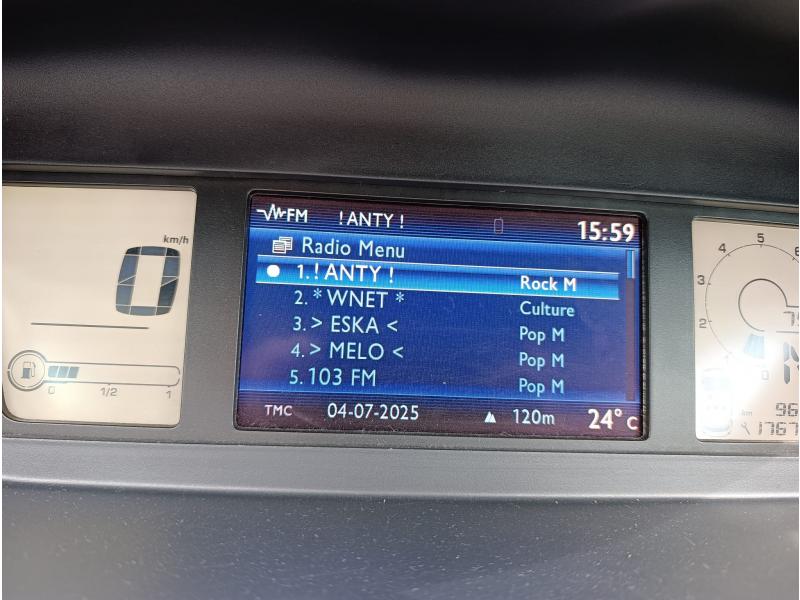 FM !ANTY! 15:59
Radio Menu
1. !ANTY! Rock M
2. *WNET* Culture
3. >ESKA< Pop M
4. >MELO< Pop M
5. 103 FM Pop M
TMC 04-07-2025 120m 24°C
km/h
0
0 1/2 1
4 5
3
2
0
km